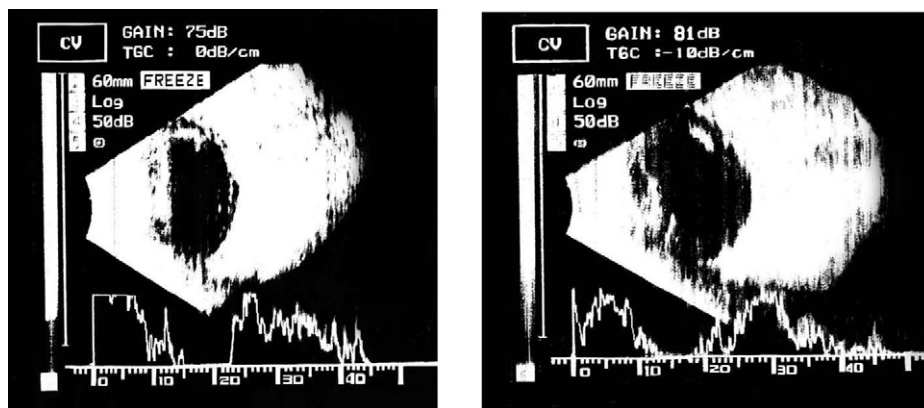 CV
GAIN: 75dB
TGC : 0dB/cm
60mm FREEZE
Log
50dB
0 10 20 30 40
CV
GAIN: 81dB
TGC:-10dB/cm
60mm FREEZE
Log
50dB
0 10 20 30 40